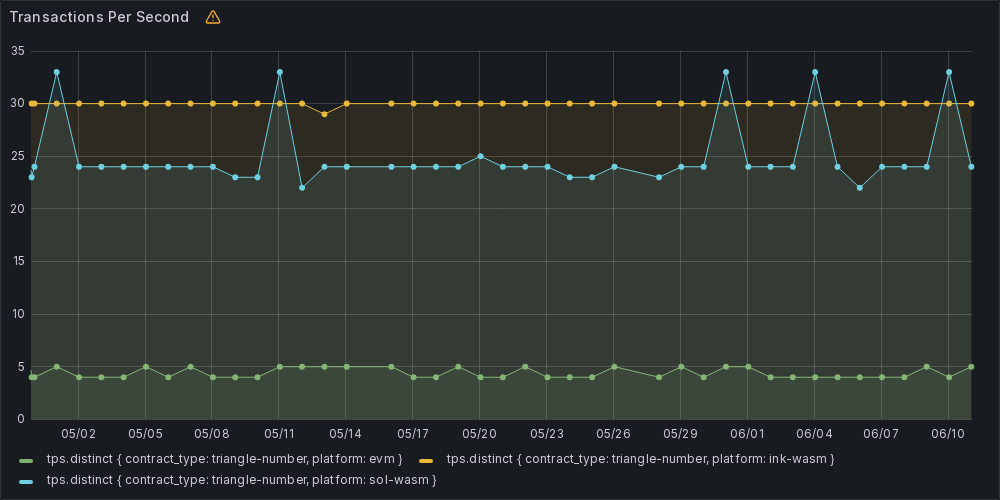 Transactions Per Second
35
30
25
20
15
10
5
0
05/02 05/05 05/08 05/11 05/14 05/17 05/20 05/23 05/26 05/29 06/01 06/04 06/07 06/10
tps.distinct { contract_type: triangle-number, platform: evm } tps.distinct { contract_type: triangle-number, platform: ink-wasm }
tps.distinct { contract_type: triangle-number, platform: sol-wasm }